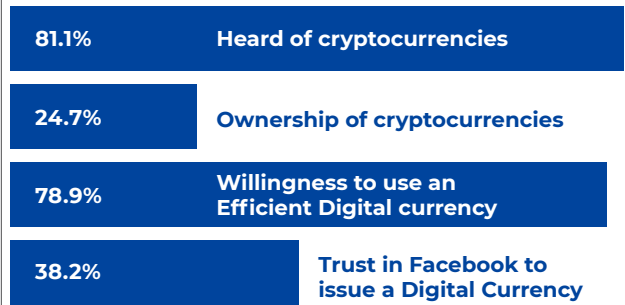 81.1% Heard of cryptocurrencies
24.7% Ownership of cryptocurrencies
78.9% Willingness to use an
Efficient Digital currency
38.2% Trust in Facebook to
issue a Digital Currency